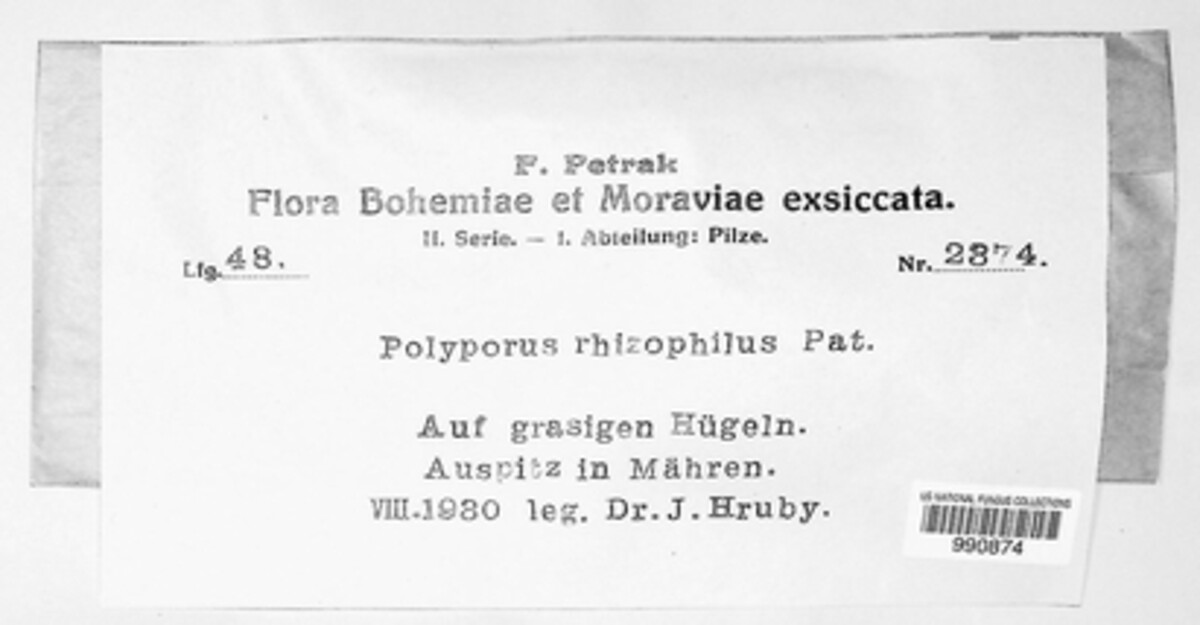 F. Petrak
Flora Bohemiae et Moraviae exsiccata.
II. Serie. — 1. Abteilung: Pilze.
Lfg. 48.
Nr. 2374.
Polyporus rhizophilus Pat.
Auf grasigen Hügeln.
Auspitz in Mähren.
VIII.1930 leg. Dr.J.Hruby.
US NATIONAL FUNGUS COLLECTIONS
990874